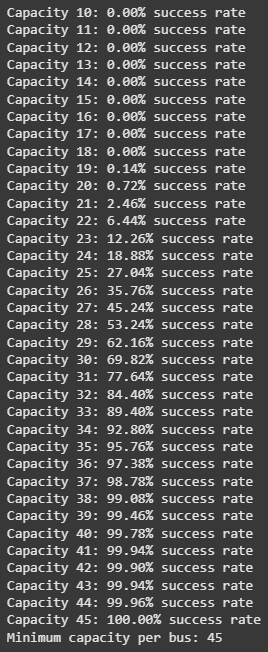 Capacity 10: 0.00% success rate
Capacity 11: 0.00% success rate
Capacity 12: 0.00% success rate
Capacity 13: 0.00% success rate
Capacity 14: 0.00% success rate
Capacity 15: 0.00% success rate
Capacity 16: 0.00% success rate
Capacity 17: 0.00% success rate
Capacity 18: 0.00% success rate
Capacity 19: 0.14% success rate
Capacity 20: 0.72% success rate
Capacity 21: 2.46% success rate
Capacity 22: 6.44% success rate
Capacity 23: 12.26% success rate
Capacity 24: 18.88% success rate
Capacity 25: 27.04% success rate
Capacity 26: 35.76% success rate
Capacity 27: 45.24% success rate
Capacity 28: 53.24% success rate
Capacity 29: 62.16% success rate
Capacity 30: 69.82% success rate
Capacity 31: 77.64% success rate
Capacity 32: 84.40% success rate
Capacity 33: 89.40% success rate
Capacity 34: 92.80% success rate
Capacity 35: 95.76% success rate
Capacity 36: 97.38% success rate
Capacity 37: 98.78% success rate
Capacity 38: 99.08% success rate
Capacity 39: 99.46% success rate
Capacity 40: 99.78% success rate
Capacity 41: 99.94% success rate
Capacity 42: 99.90% success rate
Capacity 43: 99.94% success rate
Capacity 44: 99.96% success rate
Capacity 45: 100.00% success rate
Minimum capacity per bus: 45